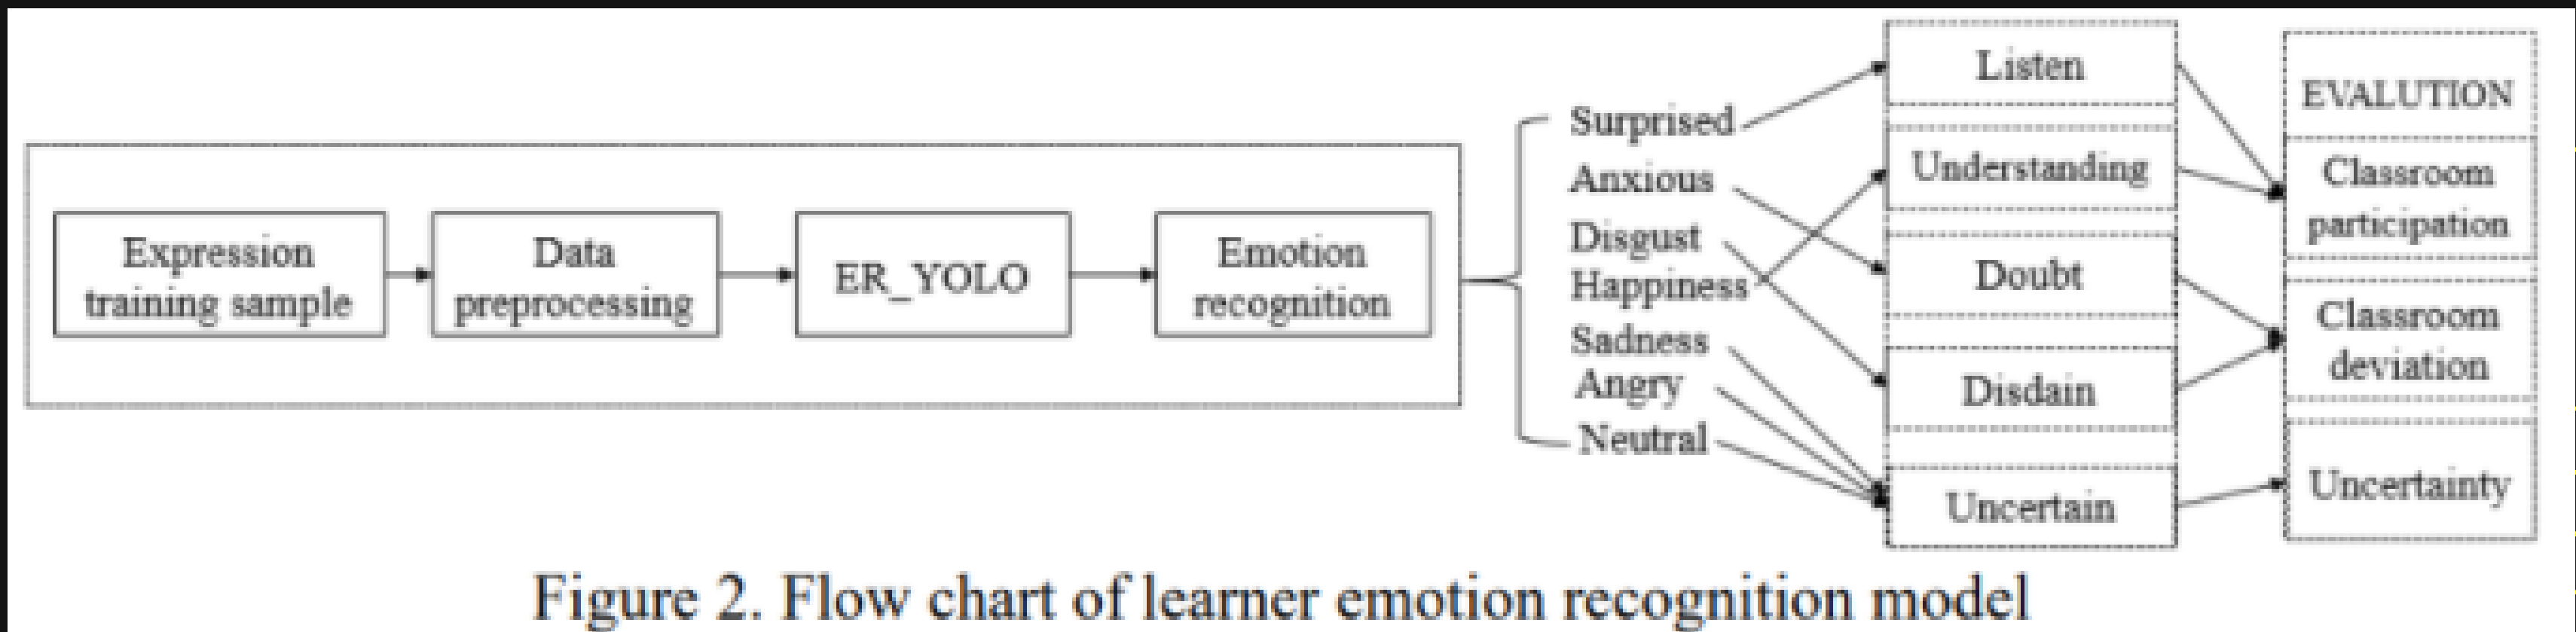 Expression
training sample
Data
preprocessing
ER_YOLO
Emotion
recognition
Surprised
Anxious
Disgust
Happiness
Sadness
Angry
Neutral
Listen
Understanding
Doubt
Disdain
Uncertain
EVALUTION
Classroom
participation
Classroom
deviation
Uncertainty
Figure 2. Flow chart of learner emotion recognition model